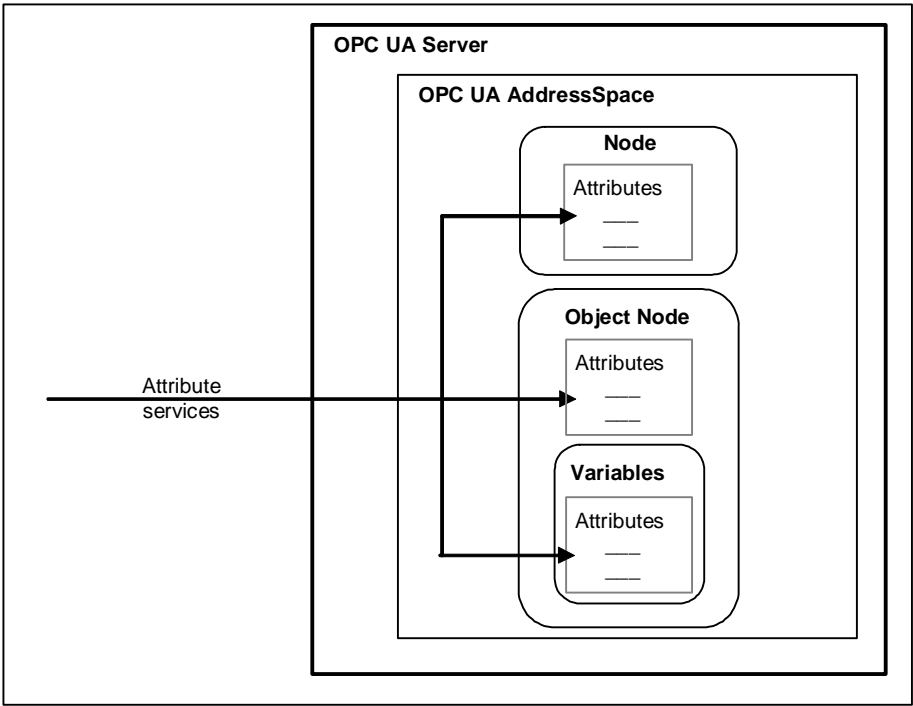 OPC UA Server
OPC UA AddressSpace
Node
Attributes
Object Node
Attributes
Attribute
services
Variables
Attributes